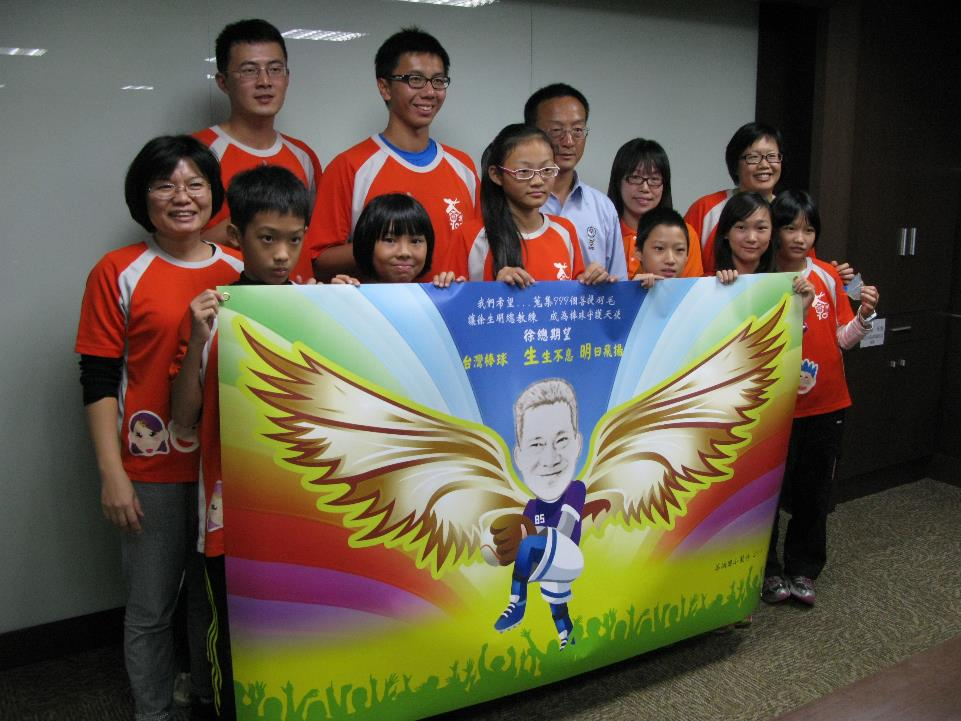 我們希望...蒐集999個菩提羽毛
讓徐生明總教練 成為棒球守護天使
徐總期望
台灣棒球 生生不息 明日飛揚
85